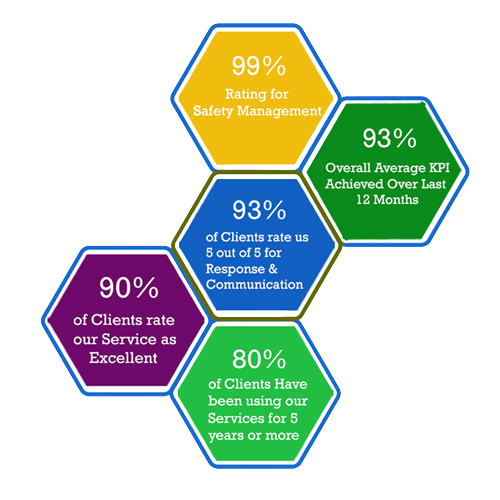 99%
Rating for
Safety Management
93%
Overall Average KPI
Achieved Over Last
12 Months
93%
of Clients rate us
5 out of 5 for
Response &
Communication
90%
of Clients rate
our Service as
Excellent
80%
of Clients Have
been using our
Services for 5
years or more